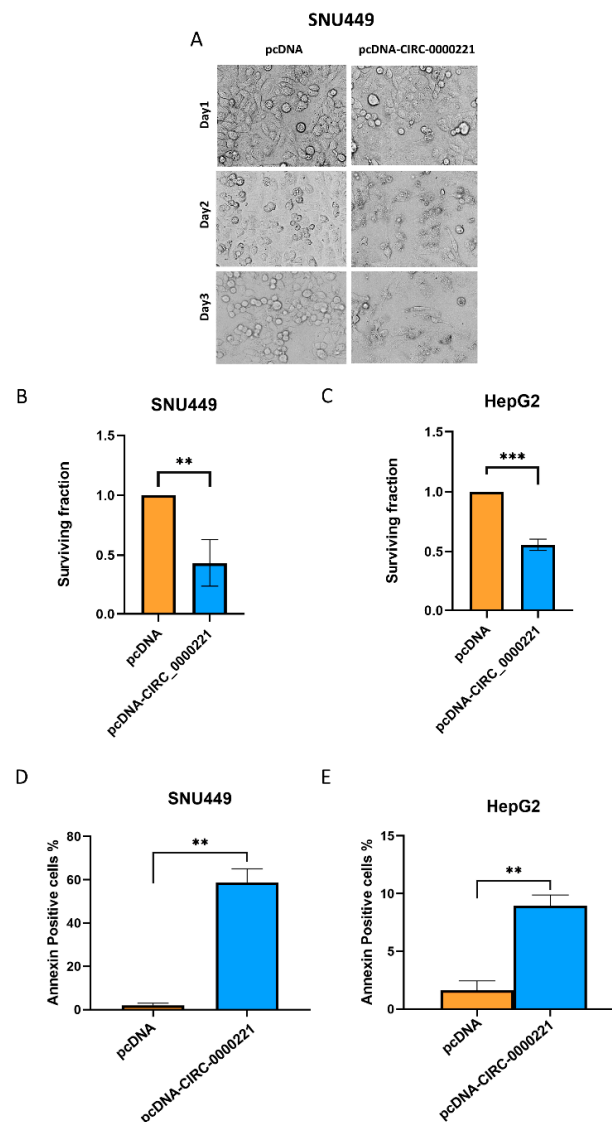 SNU449
A
pcDNA
pcDNA-CIRC-0000221
Day1
Day2
Day3
B
SNU449
Surviving fraction
1.5
1.0
0.5
0.0
**
pcDNA
pcDNA-CIRC_0000221
C
HepG2
Surviving fraction
1.5
1.0
0.5
0.0
***
pcDNA
pcDNA-CIRC_0000221
D
SNU449
Annexin Positive cells %
80
60
40
20
0
**
pcDNA
pcDNA-CIRC-0000221
E
HepG2
Annexin Positive cells %
15
10
5
0
**
pcDNA
pcDNA-CIRC-0000221